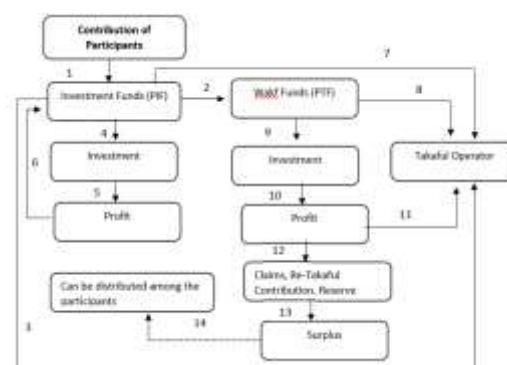 Contribution of
Participants
7
1
2
8
Investment Funds (PIF)
Wakf Funds (PTF)
4
9
6
Investment
Investment
Takaful Operator
5
10
11
Profit
Profit
12
Can be distributed among the
participants
Claims, Re-Takaful
Contribution, Reserve
3
14
13
Surplus